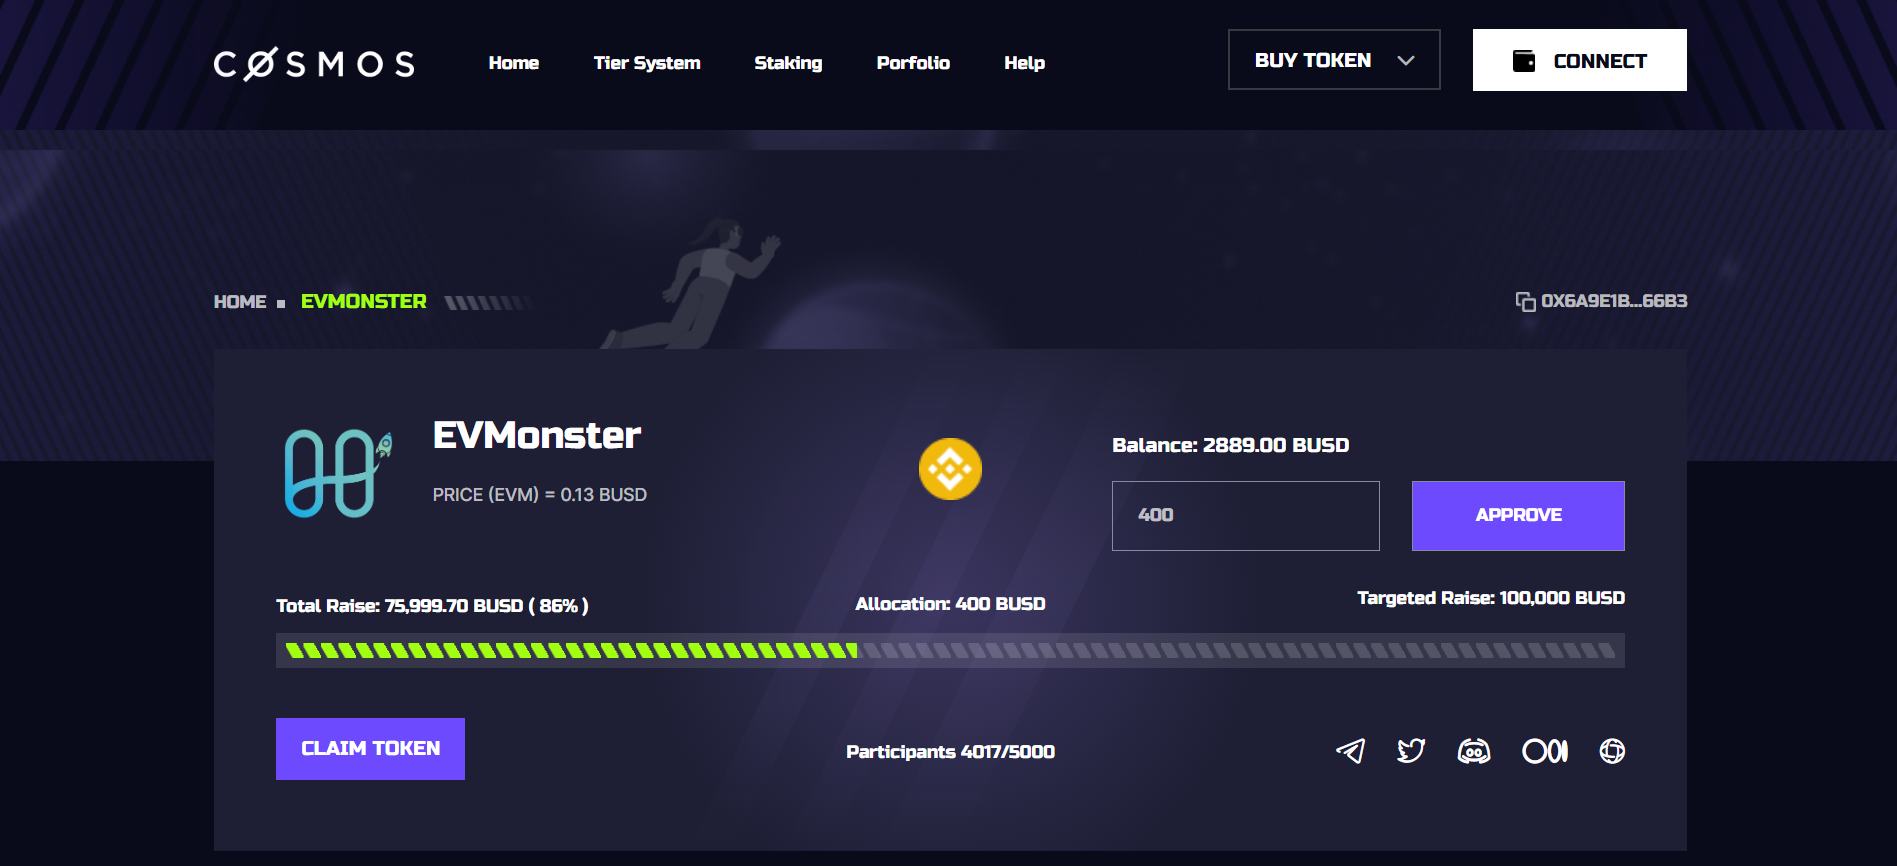 CØSMOS
Home
Tier System
Staking
Porfolio
Help
BUY TOKEN
CONNECT
HOME
EVMONSTER
0X6A9E1B...66B3
EVMonster
PRICE (EVM) = 0.13 BUSD
Balance: 2889.00 BUSD
400
APPROVE
Total Raise: 75,999.70 BUSD ( 86% )
Allocation: 400 BUSD
Targeted Raise: 100,000 BUSD
CLAIM TOKEN
Participants 4017/5000